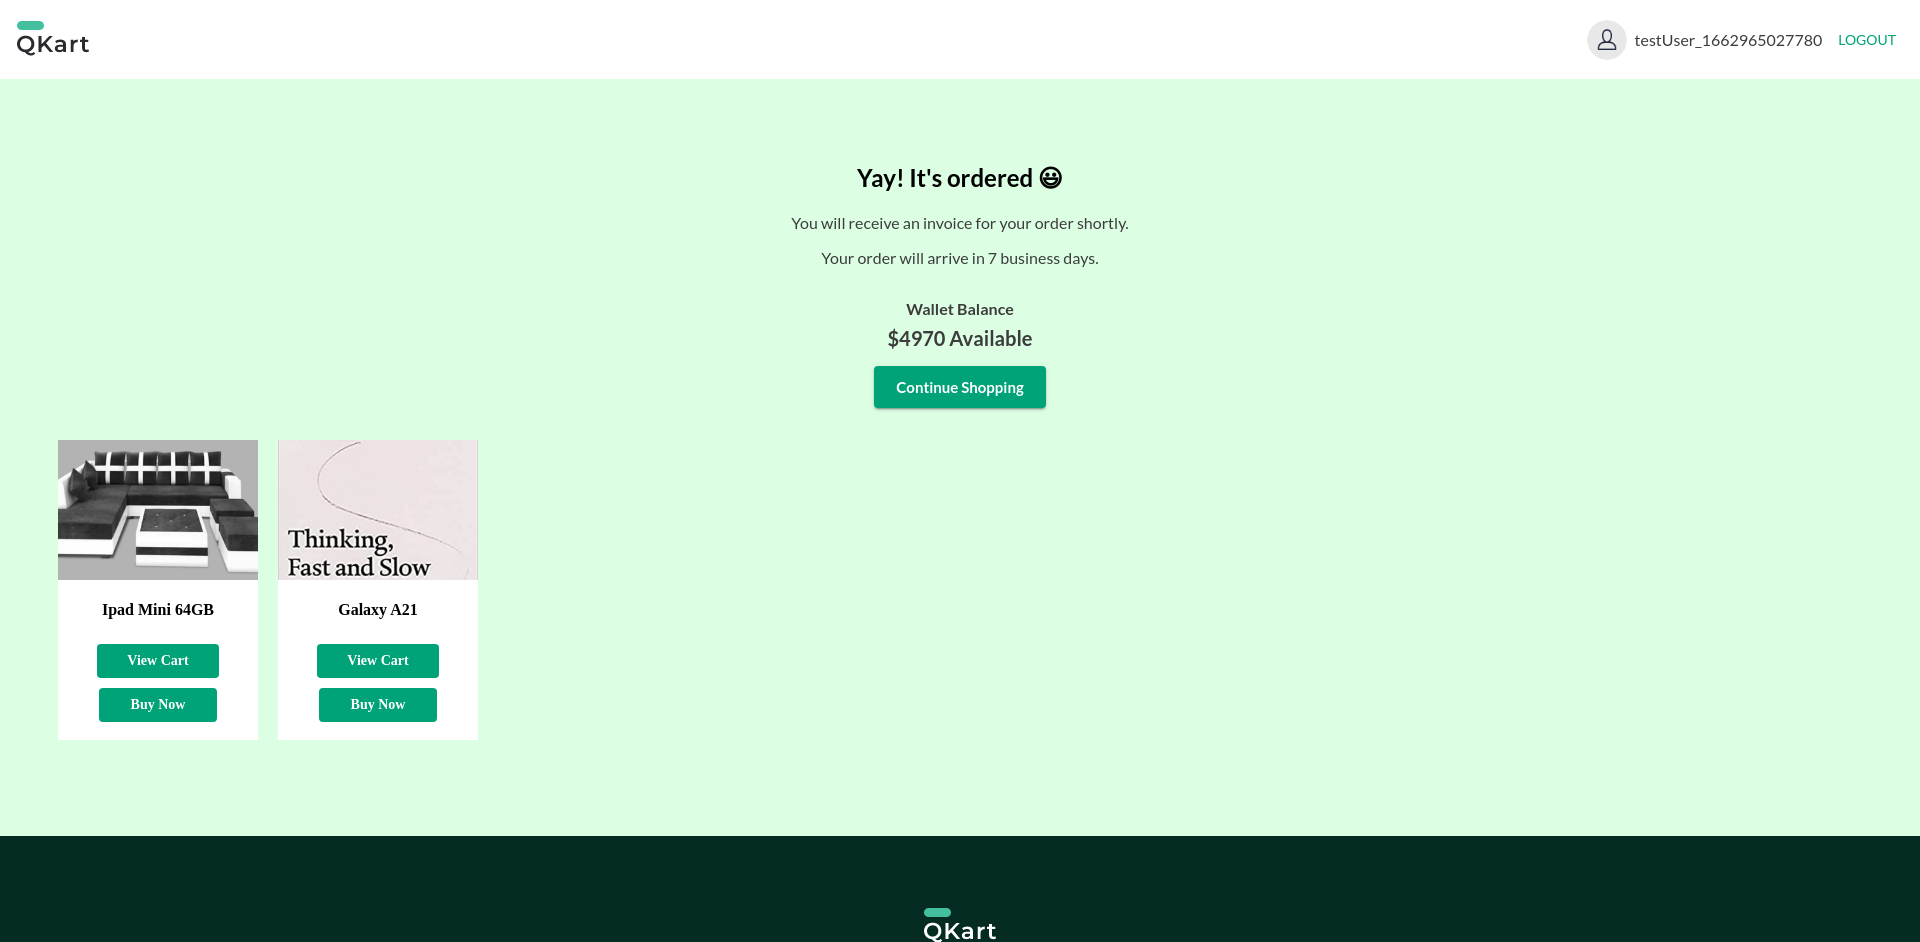 QKart
testUser_1662965027780
LOGOUT
Yay! It's ordered 😃
You will receive an invoice for your order shortly.
Your order will arrive in 7 business days.
Wallet Balance
$4970 Available
Continue Shopping
Thinking,
Fast and Slow
Ipad Mini 64GB
Galaxy A21
View Cart
View Cart
Buy Now
Buy Now
QKart